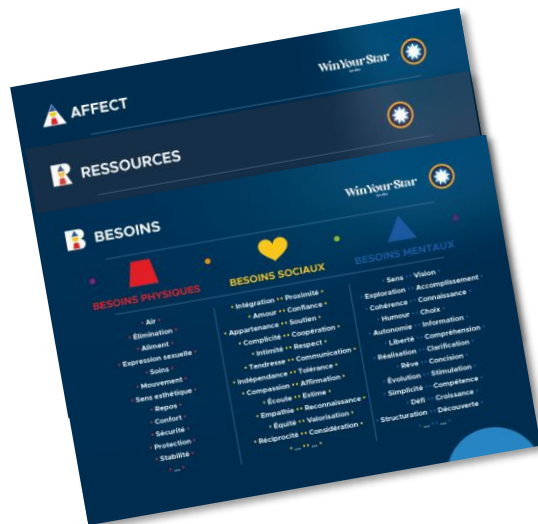 AFFECT
Win Your Star
RESSOURCES
BESOINS
Win Your Star
BESOINS PHYSIQUES
• Air •
• Élimination •
• Aliment •
• Expression sexuelle •
• Soins •
• Mouvement •
• Sens esthétique •
• Repos •
• Confort •
• Sécurité •
• Protection •
• Stabilité •
• ... •
BESOINS SOCIAUX
• Intégration • • Proximité •
• Amour • • Confiance •
• Appartenance • • Soutien •
• Complicité • • Coopération •
• Intimité • • Respect •
• Tendresse • • Communication •
• Indépendance • • Tolérance •
• Compassion • • Affirmation •
• Écoute • • Estime •
• Empathie • • Reconnaissance •
• Équité • • Valorisation •
• Réciprocité • • Considération •
• ... • • ... •
BESOINS MENTAUX
• Sens • • Vision •
• Exploration • • Accomplissement •
• Cohérence • • Connaissance •
• Humour • • Choix •
• Autonomie • • Information •
• Liberté • • Compréhension •
• Réalisation • • Clarification •
• Rêve • • Concision •
• Évolution • • Stimulation •
• Simplicité • • Compétence •
• Défi • • Croissance •
• Structuration • • Découverte •
• ... • • ... •